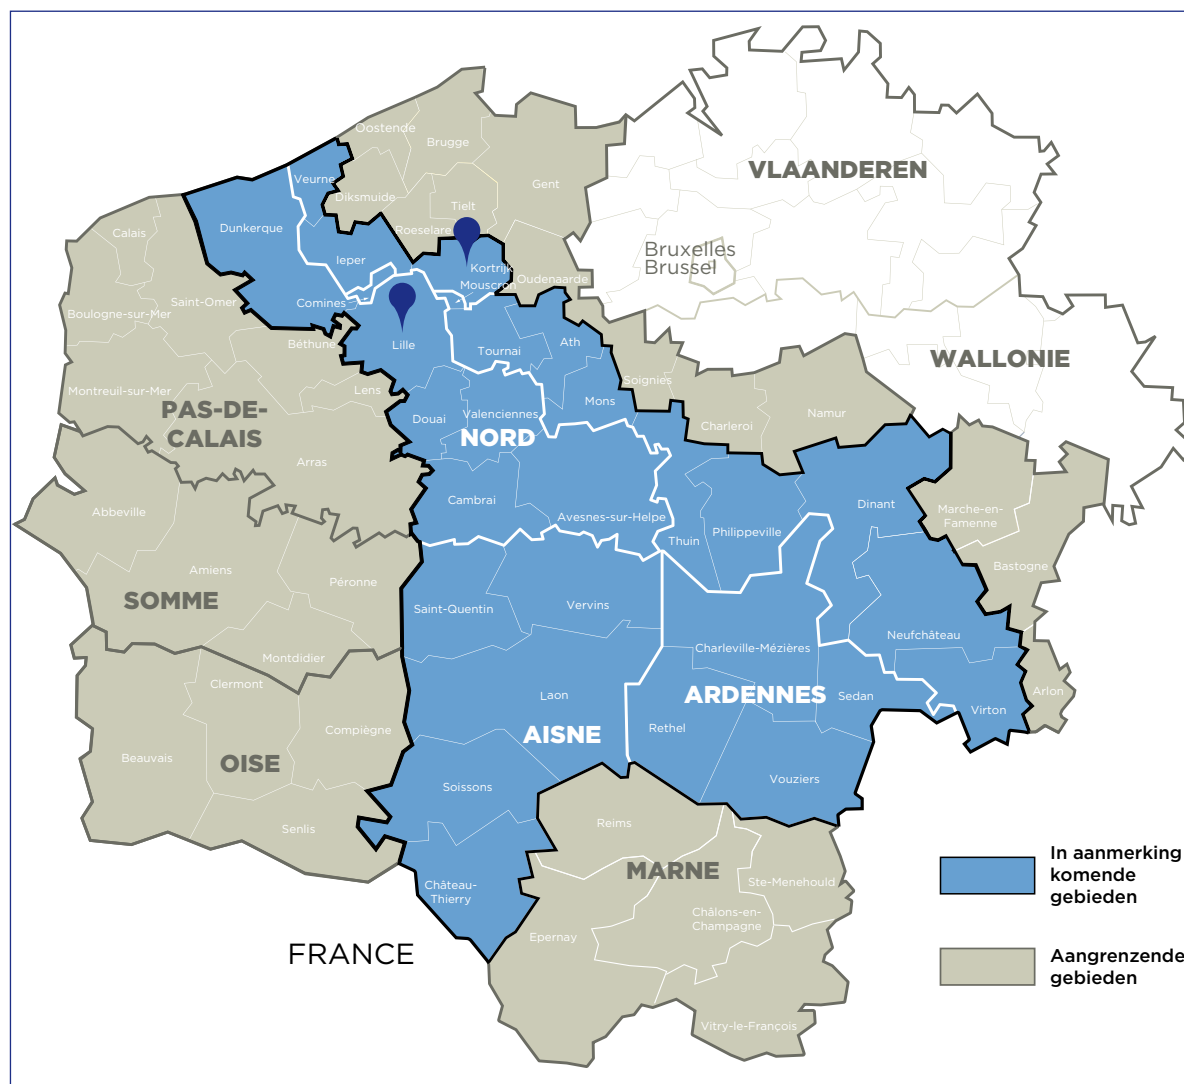 Oostende
Brugge
VLAANDEREN
Veurne
Diksmuide
Gent
Tielt
Dunkerque
Roeselare
Calais
Bruxelles
Brussel
Ieper
Kortrijk
Mouscron
Oudenaarde
Saint-Omer
Comines
Boulogne-sur-Mer
Béthune
Lille
Tournai
Ath
WALLONIE
Soignies
Montreuil-sur-Mer
Lens
Mons
PAS-DE-
CALAIS
Douai
Valenciennes
NORD
Charleroi
Namur
Arras
Cambrai
Dinant
Abbeville
Avesnes-sur-Helpe
Thuin
Philippeville
Marche-en-
Famenne
Bastogne
Amiens
Péronne
SOMME
Saint-Quentin
Vervins
Neufchâteau
Charleville-Mézières
Montdidier
Clermont
Laon
ARDENNES
Sedan
Arlon
Virton
Compiègne
Rethel
AISNE
Beauvais
OISE
Soissons
Vouziers
Senlis
Reims
In aanmerking
komende
gebieden
MARNE
Château-
Thierry
Ste-Menehould
Châlons-en-
Champagne
Epernay
FRANCE
Aangrenzende
gebieden
Vitry-le-François